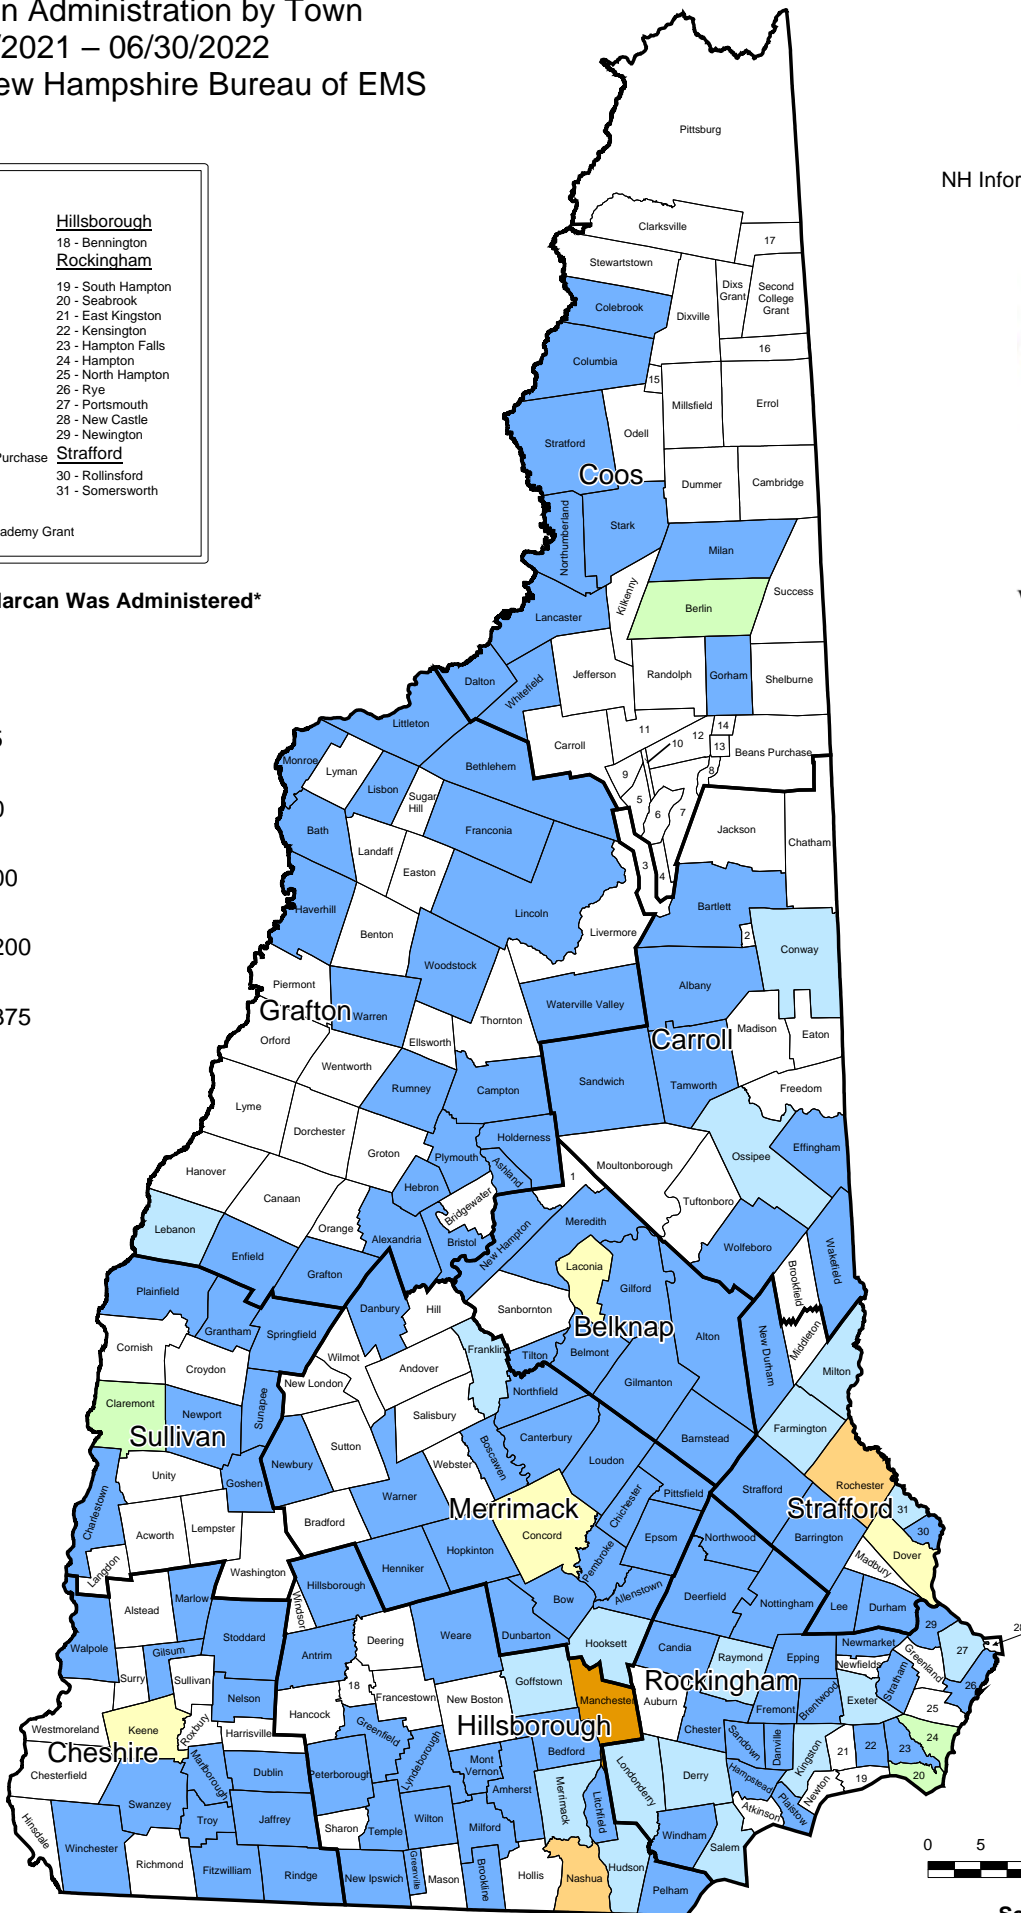 n Administration by Town
/2021 – 06/30/2022
ew Hampshire Bureau of EMS
NH Infor
Hillsborough
18 - Bennington
Rockingham
19 - South Hampton
20 - Seabrook
21 - East Kingston
22 - Kensington
23 - Hampton Falls
24 - Hampton
25 - North Hampton
26 - Rye
27 - Portsmouth
28 - New Castle
29 - Newington
Purchase
Strafford
30 - Rollinsford
31 - Somersworth
ademy Grant
Narcan Was Administered*
5
0
00
200
375
Pittsburg
Clarksville
17
Stewartstown
Dixs
Grant
Second
College
Grant
Colebrook
Dixville
16
Columbia
15
Millsfield
Errol
Odell
Stratford
Coos
Dummer
Cambridge
Northumberland
Stark
Milan
Kilkenny
Success
Berlin
Lancaster
Jefferson
Randolph
Gorham
Shelburne
Dalton
Whitefield
Littleton
Carroll
11
14
12
10
13
Beans Purchase
Monroe
Lyman
Bethlehem
9
8
Lisbon
Sugar
Hill
5
6
7
Bath
Franconia
Jackson
Chatham
Landaff
Easton
3
4
Haverhill
Lincoln
Bartlett
Benton
Livermore
2
Conway
Woodstock
Piermont
Albany
Grafton
Warren
Waterville Valley
Thornton
Madison
Eaton
Orford
Ellsworth
Carroll
Wentworth
Rumney
Campton
Sandwich
Tamworth
Freedom
Lyme
Dorchester
Groton
Plymouth
Holderness
Ashland
Ossipee
Effingham
Hanover
Moultonborough
1
Canaan
Hebron
Bridgewater
Tuftonboro
Lebanon
Orange
Alexandria
Bristol
New Hampton
Meredith
Enfield
Wolfeboro
Wakefield
Grafton
Laconia
Gilford
Brookfield
Plainfield
Danbury
Hill
Sanbornton
Grantham
Springfield
Belknap
Alton
New Durham
Middleton
Cornish
Wilmot
Franklin
Tilton
Belmont
Croydon
Andover
Milton
New London
Gilmanton
Claremont
Newport
Sunapee
Northfield
Salisbury
Farmington
Sullivan
Sutton
Canterbury
Barnstead
Boscawen
Newbury
Webster
Loudon
Unity
Goshen
Rochester
Charlestown
Warner
Chichester
Pittsfield
Strafford
Strafford
31
Merrimack
Acworth
Lempster
Bradford
Concord
Epsom
Northwood
Barrington
30
Dover
Hopkinton
Pembroke
Madbury
Langdon
Washington
Henniker
Windsor
Hillsborough
Allenstown
Alstead
Marlow
Bow
Deerfield
Nottingham
Lee
Durham
Stoddard
Weare
Dunbarton
29
28
Walpole
Gilsum
Deering
Hooksett
Candia
Newmarket
27
Antrim
Raymond
Epping
Newfields
Greenland
Surry
Sullivan
Goffstown
Rockingham
Stratham
26
Nelson
18
Francestown
New Boston
Manchester
Auburn
Brentwood
Exeter
Hancock
Fremont
25
Westmoreland
Keene
Roxbury
Harrisville
Greenfield
Hillsborough
Chester
24
Cheshire
Lyndeborough
Mont
Vernon
Bedford
Sandown
Danville
Kingston
21
22
23
Chesterfield
Marlborough
Dublin
Peterborough
Amherst
Londonderry
Derry
Hampstead
Newton
19
20
Swanzey
Merrimack
Litchfield
Plaistow
Atkinson
Hinsdale
Troy
Jaffrey
Sharon
Temple
Wilton
Milford
Windham
Salem
Winchester
Richmond
Fitzwilliam
Rindge
New Ipswich
Greenville
Mason
Brookline
Hollis
Nashua
Hudson
Pelham
0 5